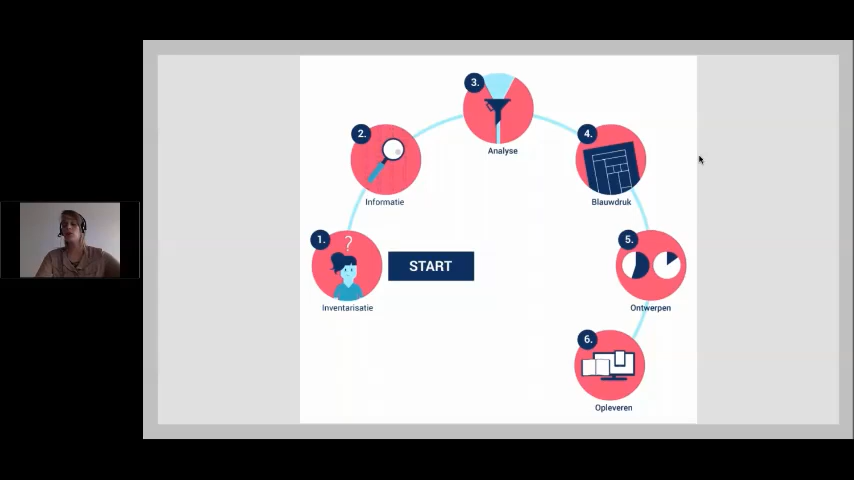 1.
?
Inventarisatie
START
2.
Informatie
3.
Analyse
4.
Blauwdruk
5.
Ontwerpen
6.
Opleveren